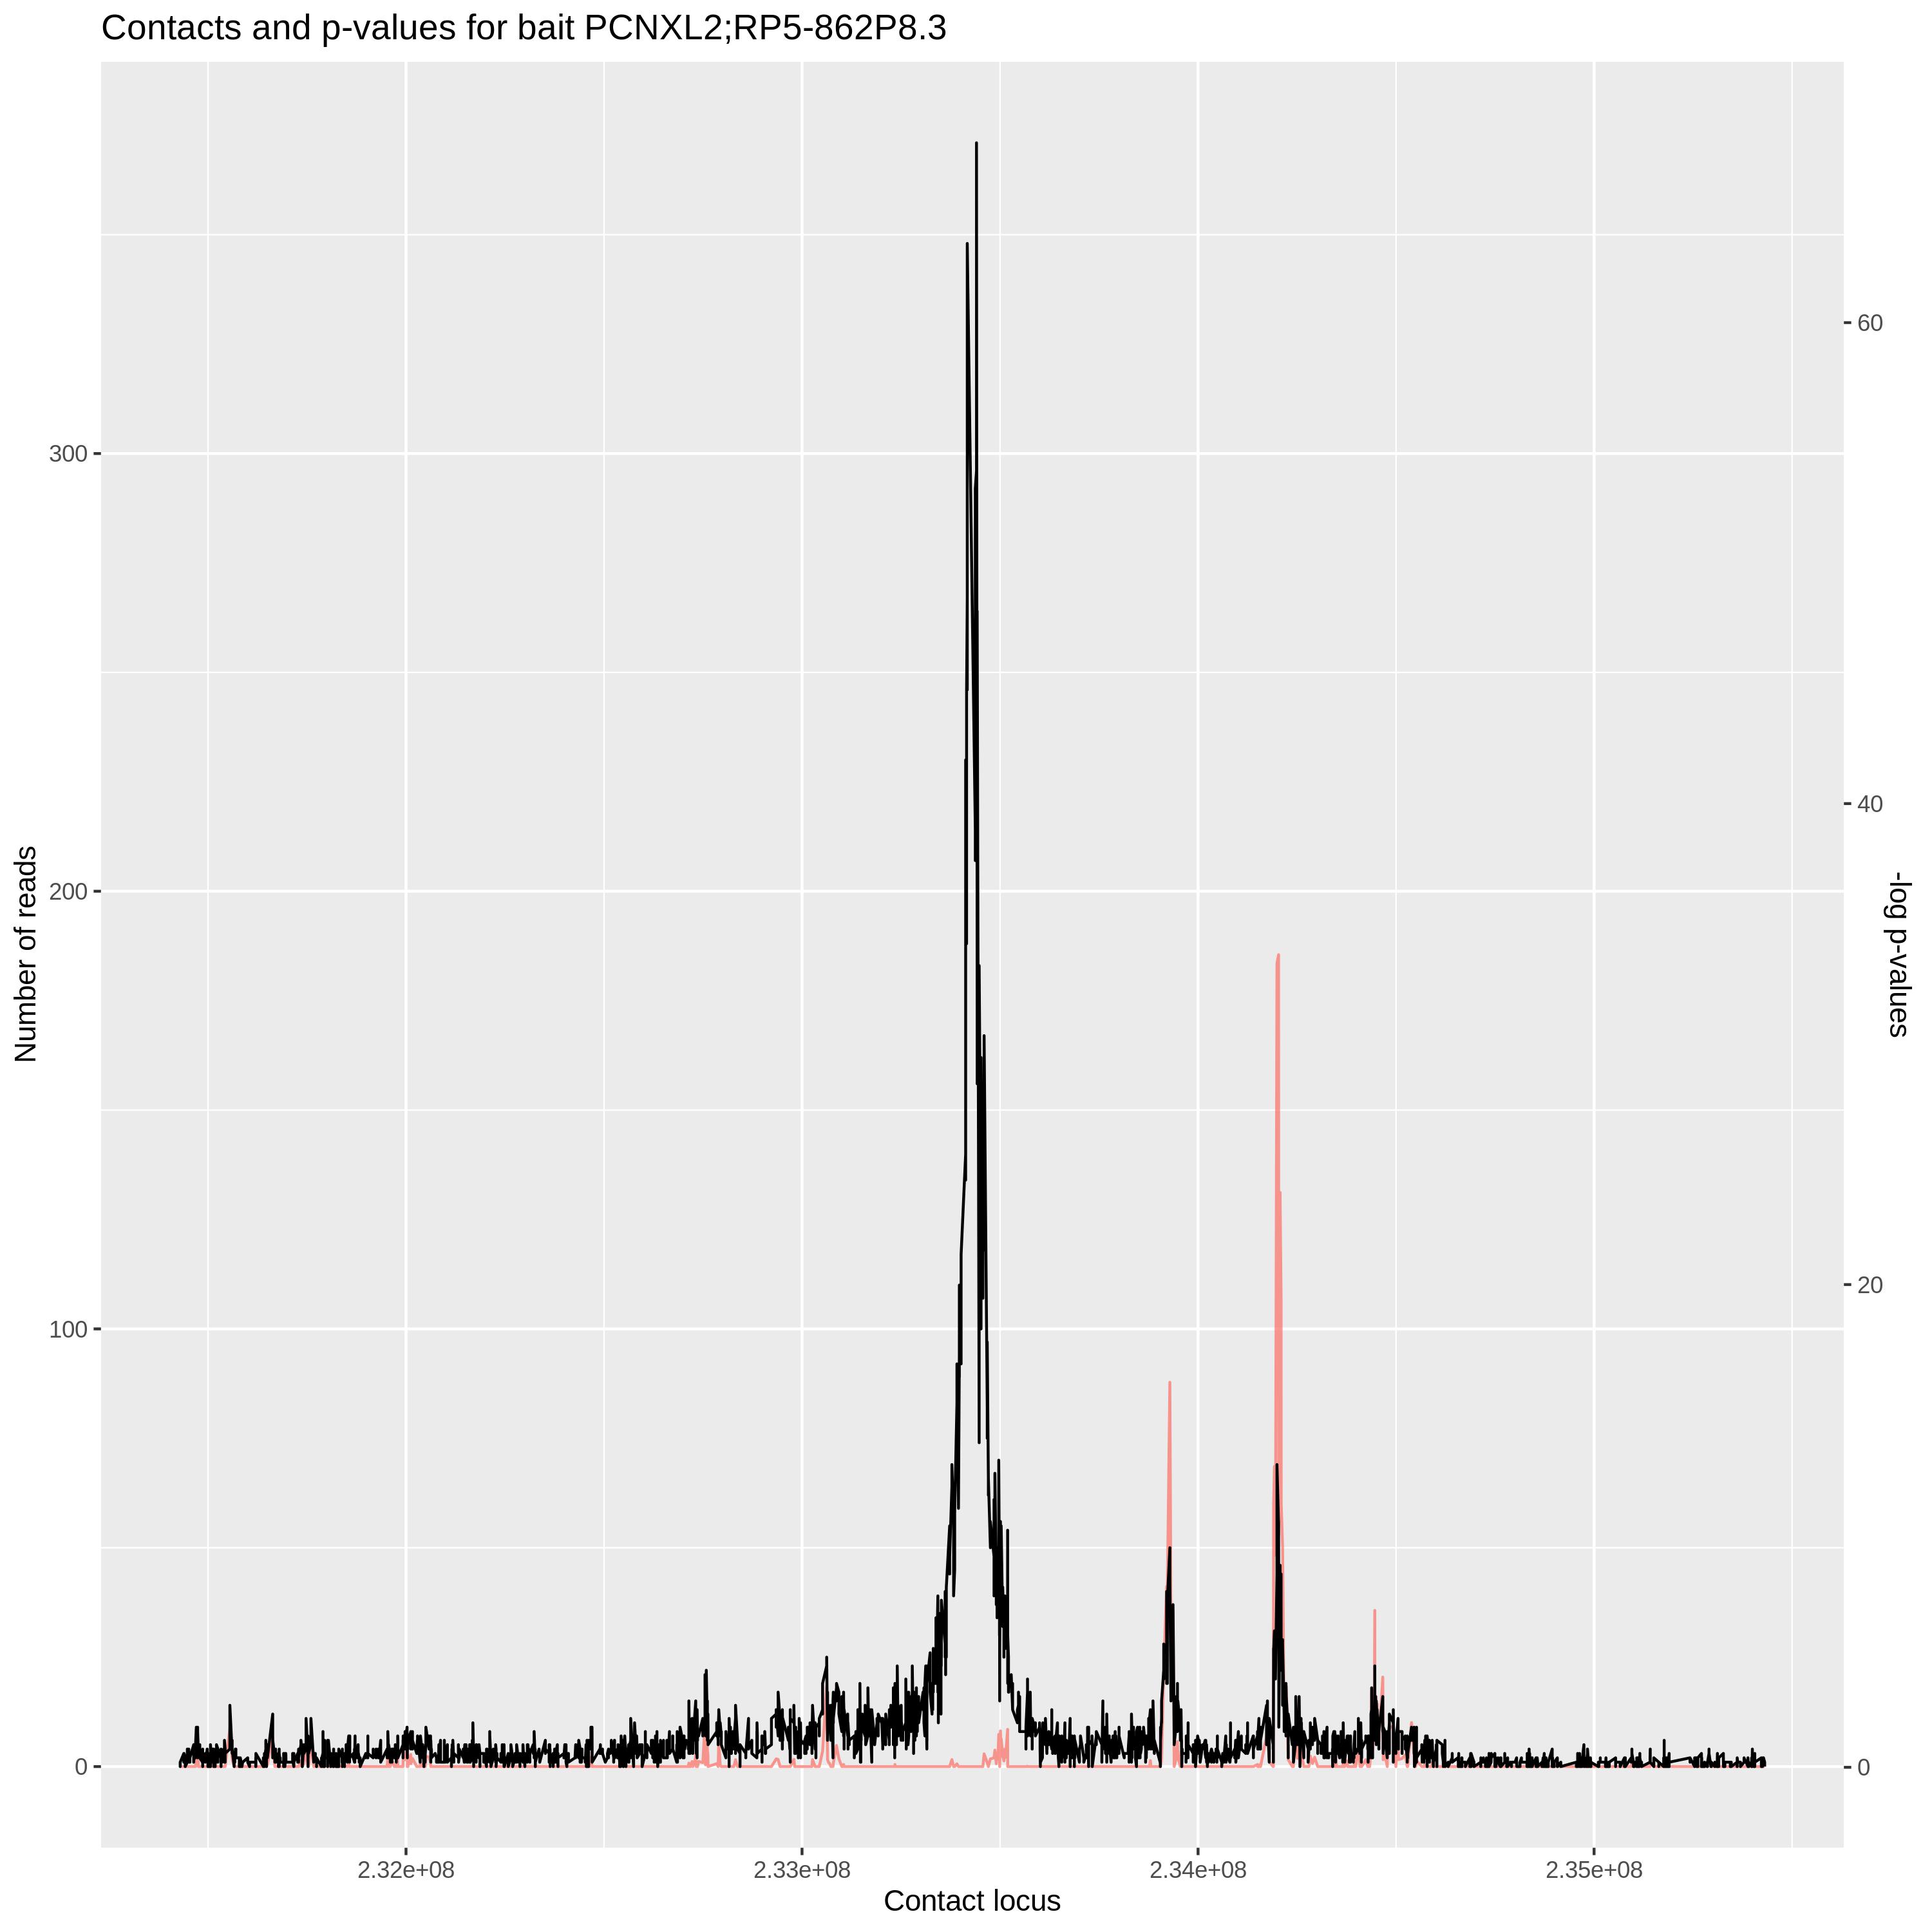 Contacts and p-values for bait PCNXL2;RP5-862P8.3
Number of reads
300
200
100
0
60
40
20
0
-log p-values
2.32e+08
2.33e+08
2.34e+08
2.35e+08
Contact locus